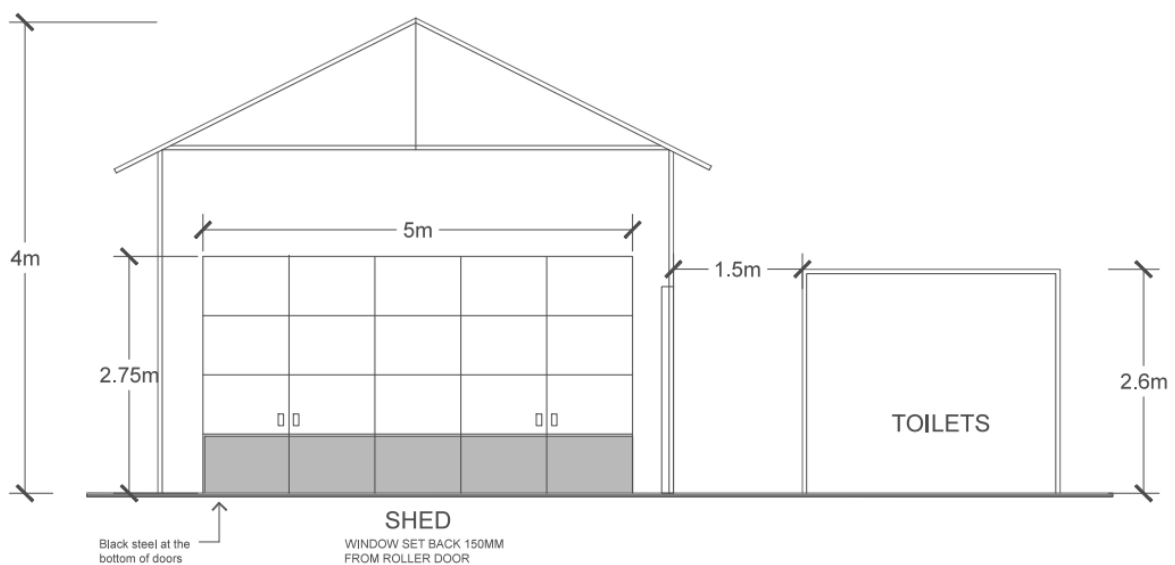 5m
4m
1.5m
2.75m
2.6m
TOILETS
SHED
Black steel at the
bottom of doors
WINDOW SET BACK 150MM
FROM ROLLER DOOR